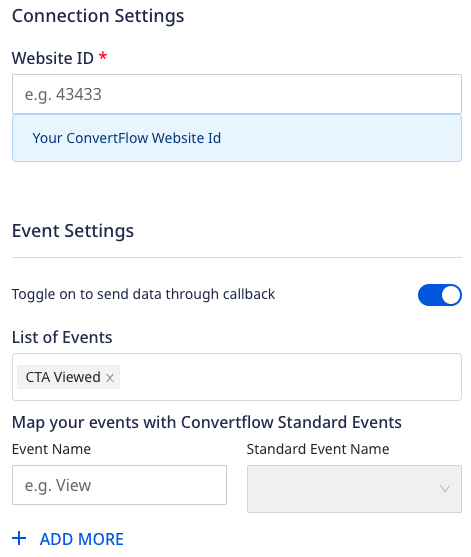 Connection Settings
Website ID *
e.g. 43433
Your ConvertFlow Website Id
Event Settings
Toggle on to send data through callback
List of Events
CTA Viewed ×
Map your events with Convertflow Standard Events
Event Name Standard Event Name
e.g. View
+ ADD MORE